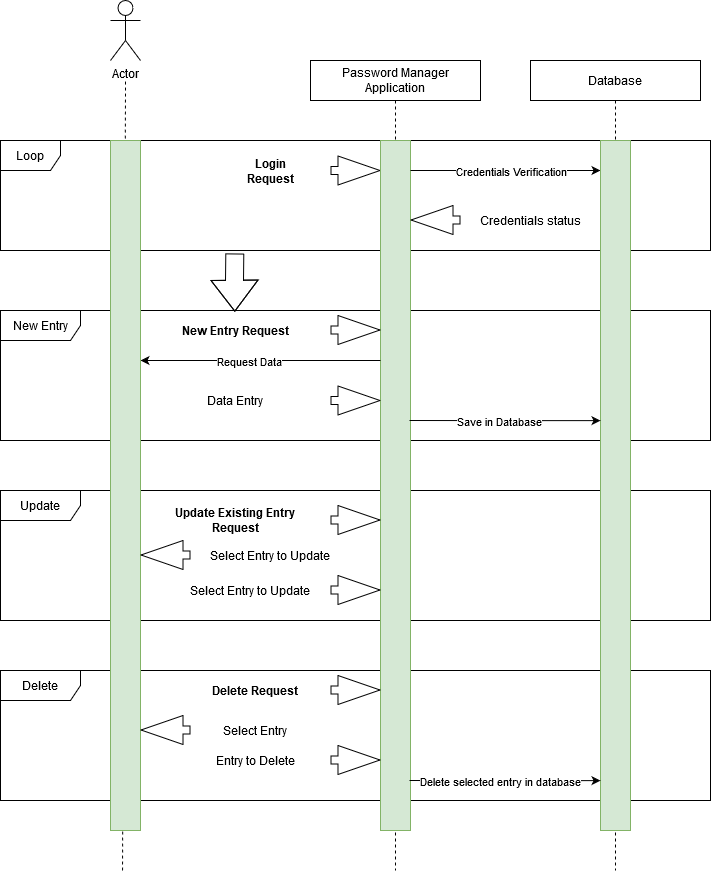 Actor
Password Manager
Application
Database
Loop
Login
Request
Credentials Verification
Credentials status
New Entry
New Entry Request
Request Data
Data Entry
Save in Database
Update
Update Existing Entry
Request
Select Entry to Update
Select Entry to Update
Delete
Delete Request
Select Entry
Entry to Delete
Delete selected entry in database